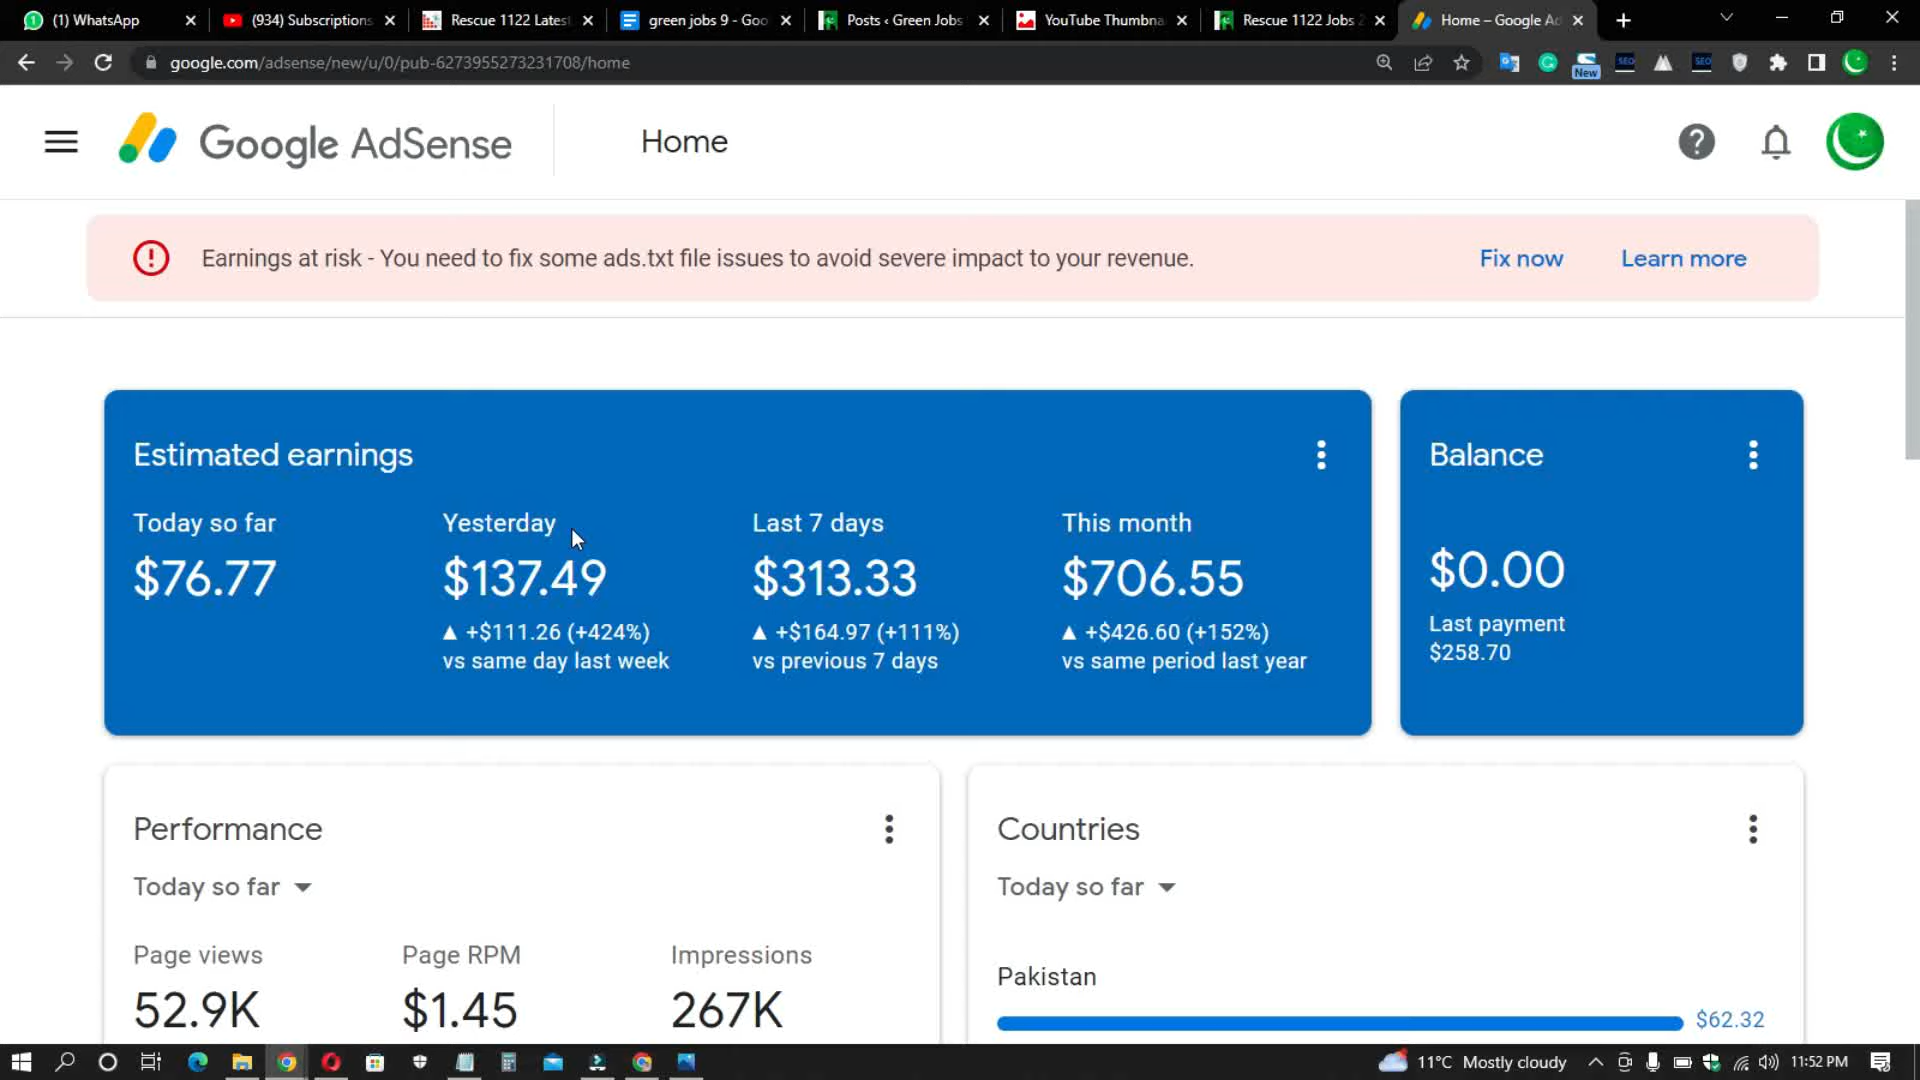 (1) WhatsApp
(934) Subscriptions
Rescue 1122 Latest
green jobs 9 - Goo
Posts ‹ Green Jobs
YouTube Thumbna
Rescue 1122 Jobs 2
Home – Google Ad
google.com/adsense/new/u/0/pub-6273955273231708/home
SEO
New
SEO
Google AdSense
Home
Earnings at risk - You need to fix some ads.txt file issues to avoid severe impact to your revenue.
Fix now
Learn more
Estimated earnings
Today so far
$76.77
Yesterday
$137.49
▲ +$111.26 (+424%)
vs same day last week
Last 7 days
$313.33
▲ +$164.97 (+111%)
vs previous 7 days
This month
$706.55
▲ +$426.60 (+152%)
vs same period last year
Balance
$0.00
Last payment
$258.70
Performance
Today so far
Page views
52.9K
Page RPM
$1.45
Impressions
267K
Countries
Today so far
Pakistan
$62.32
11°C Mostly cloudy
11:52 PM